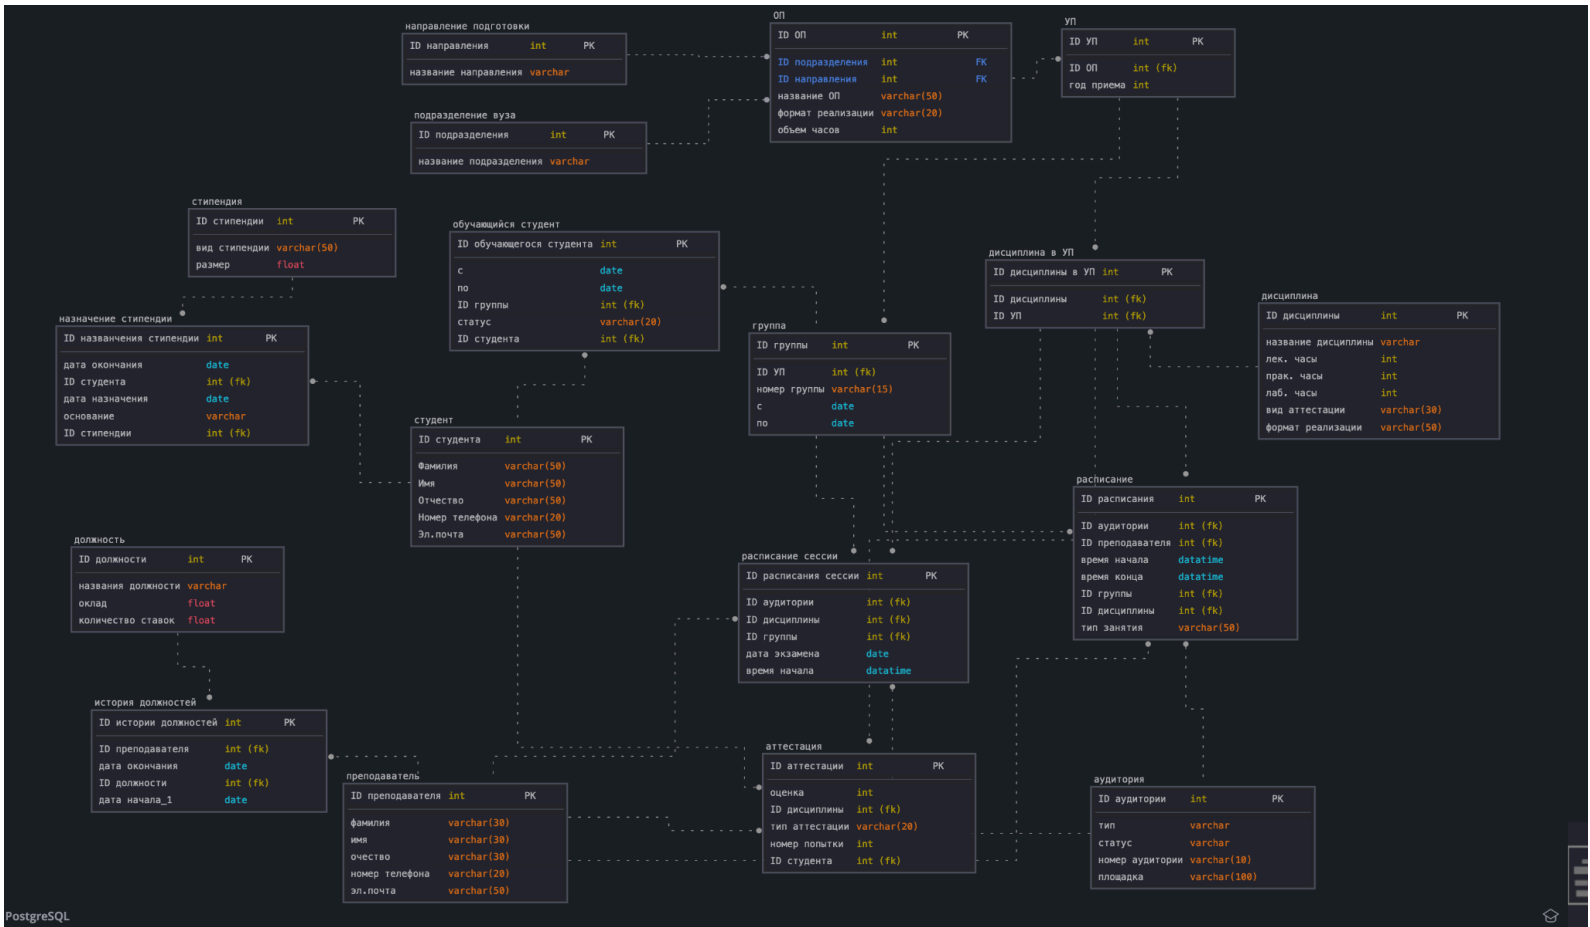 направление подготовки
ID направления int PK
название направления varchar
подразделение вуза
ID подразделения int PK
название подразделения varchar
ОП
ID ОП int PK
ID подразделения int FK
ID направления int FK
название ОП varchar(50)
формат реализации varchar(20)
объем часов int
УП
ID УП int PK
ID ОП int (fk)
год приема int
стипендия
ID стипендии int PK
вид стипендии varchar(50)
размер float
обучающийся студент
ID обучающегося студента int PK
с date
по date
ID группы int (fk)
статус varchar(20)
ID студента int (fk)
дисциплина в УП
ID дисциплины в УП int PK
ID дисциплины int (fk)
ID УП int (fk)
дисциплина
ID дисциплины int PK
название дисциплины varchar
лек. часы int
прак. часы int
лаб. часы int
вид аттестации varchar(30)
формат реализации varchar(50)
назначение стипендии
ID названчения стипендии int PK
дата окончания date
ID студента int (fk)
дата назначения date
основание varchar
ID стипендии int (fk)
группа
ID группы int PK
ID УП int (fk)
номер группы varchar(15)
с date
по date
студент
ID студента int PK
Фамилия varchar(50)
Имя varchar(50)
Отчество varchar(50)
Номер телефона varchar(20)
Эл.почта varchar(50)
расписание
ID расписания int PK
ID аудитории int (fk)
ID преподавателя int (fk)
время начала datatime
время конца datatime
ID группы int (fk)
ID дисциплины int (fk)
тип занятия varchar(50)
должность
ID должности int PK
названия должности varchar
оклад float
количество ставок float
расписание сессии
ID расписания сессии int PK
ID аудитории int (fk)
ID дисциплины int (fk)
ID группы int (fk)
дата экзамена date
время начала datatime
история должностей
ID истории должностей int PK
ID преподавателя int (fk)
дата окончания date
ID должности int (fk)
дата начала_1 date
преподаватель
ID преподавателя int PK
фамилия varchar(30)
имя varchar(30)
очество varchar(30)
номер телефона varchar(20)
эл.почта varchar(50)
аттестация
ID аттестации int PK
оценка int
ID дисциплины int (fk)
тип аттестации varchar(20)
номер попытки int
ID студента int (fk)
аудитория
ID аудитории int PK
тип varchar
статус varchar
номер аудитории varchar(10)
площадка varchar(100)
PostgreSQL